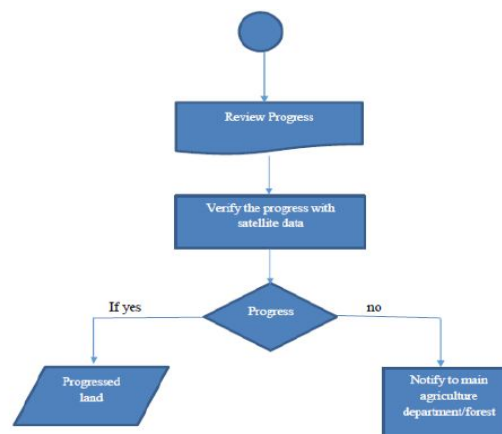 Review Progress
Verify the progress with
satellite data
Progress
If yes
no
Progressed
land
Notify to main
agriculture
department/forest